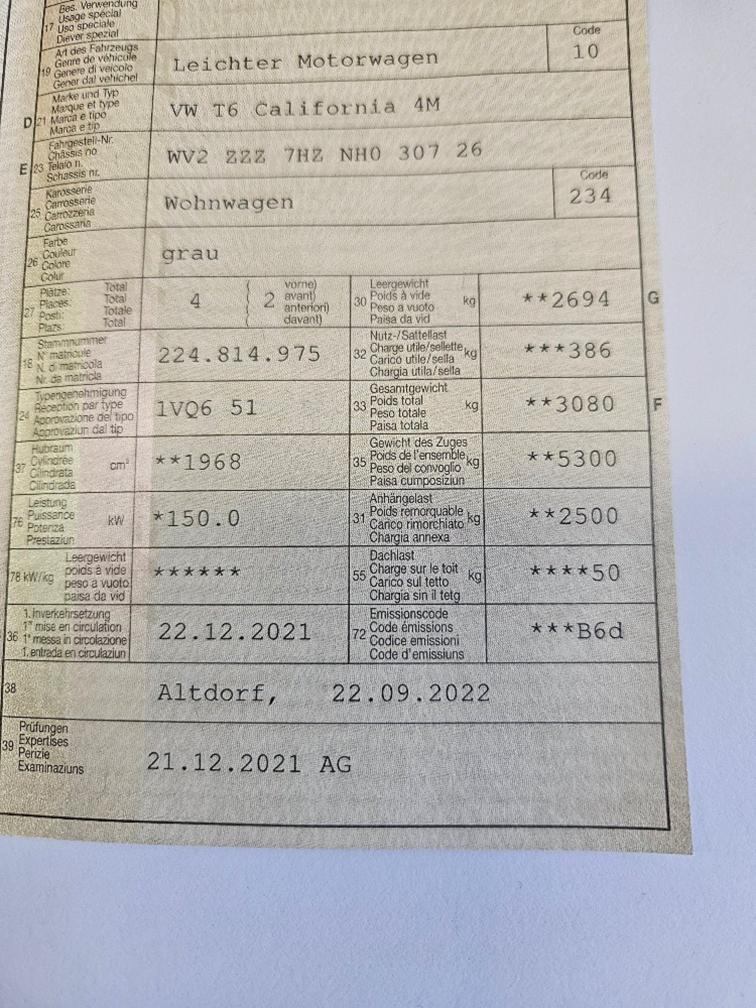 Bes. Verwendung
Usage spécial
17 Uso speciale
Diever spezial
Art des Fahrzeugs
Genre de véhicule
19 Genere di veicolo
Gener dal vehichel
Leichter Motorwagen
Code
10
Marke und Typ
Marque et type
D 21 Marca e tipo
Marca e tip
VW T6 California 4M
Fahrgestell-Nr.
Châssis no
E 23 Telaio n.
Schassis nr.
WV2 ZZZ 7HZ NH0 307 26
Karosserie
Carrosserie
25 Carrozzeria
Carossaria
Wohnwagen
Code
234
Farbe
Couleur
26 Colore
Colur
grau
Plätze: Total
Places: Total
27 Posti: Totale
Plazs: Total
4 ( 2 vorne)
( avant)
( anteriori)
( davant)
Leergewicht
30 Poids à vide kg
Peso a vuoto
Paisa da vid
**2694 G
Stammnummer
N° matricule
18 N. di matricola
Nr. da matricla
224.814.975
Nutz-/Sattellast
32 Charge utile/sellette kg
Carico utile/sella
Chargia utila/sella
***386
Typengenehmigung
Réception par type
24 Approvazione del tipo
Approvaziun dal tip
1VQ6 51
Gesamtgewicht
33 Poids total kg
Peso totale
Paisa totala
**3080 F
Hubraum
37 Cylindrée cm³
Cilindrata
Cilindrada
**1968
Gewicht des Zuges
35 Poids de l'ensemble kg
Peso del convoglio
Paisa cumposiziun
**5300
Leistung
76 Puissance kW
Potenza
Prestaziun
*150.0
Anhängelast
31 Poids remorquable kg
Carico rimorchiato
Chargia annexa
**2500
Leergewicht
78 kW/kg poids à vide
peso a vuoto
paisa da vid
******
Dachlast
55 Charge sur le toit kg
Carico sul tetto
Chargia sin il tetg
****50
1. Inverkehrsetzung
36 1re mise en circulation
1a messa in circolazione
1. entrada en circulaziun
22.12.2021
Emissionscode
72 Code émissions
Codice emissioni
Code d'emissiuns
***B6d
38
Altdorf, 22.09.2022
Prüfungen
39 Expertises
Perizie
Examinaziuns
21.12.2021 AG